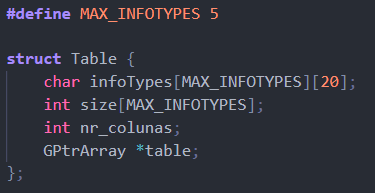 #define MAX_INFOTYPES 5
struct Table {
    char infoTypes[MAX_INFOTYPES][20];
    int size[MAX_INFOTYPES];
    int nr_colunas;
    GPtrArray *table;
};